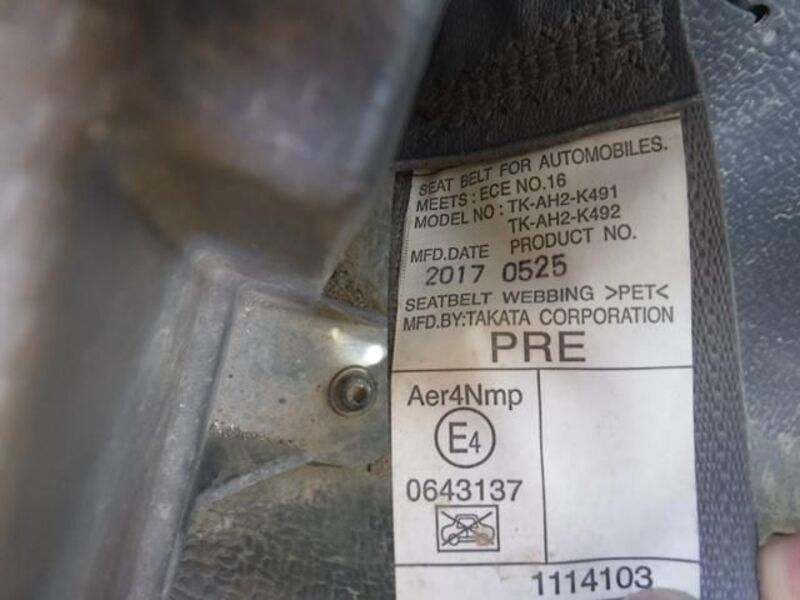 SEAT BELT FOR AUTOMOBILES.
MEETS : ECE NO.16
MODEL NO : TK-AH2-K491
TK-AH2-K492
MFD.DATE PRODUCT NO.
2017 0525
SEATBELT WEBBING >PET<
MFD.BY:TAKATA CORPORATION
PRE
Aer4Nmp
E4
0643137
1114103